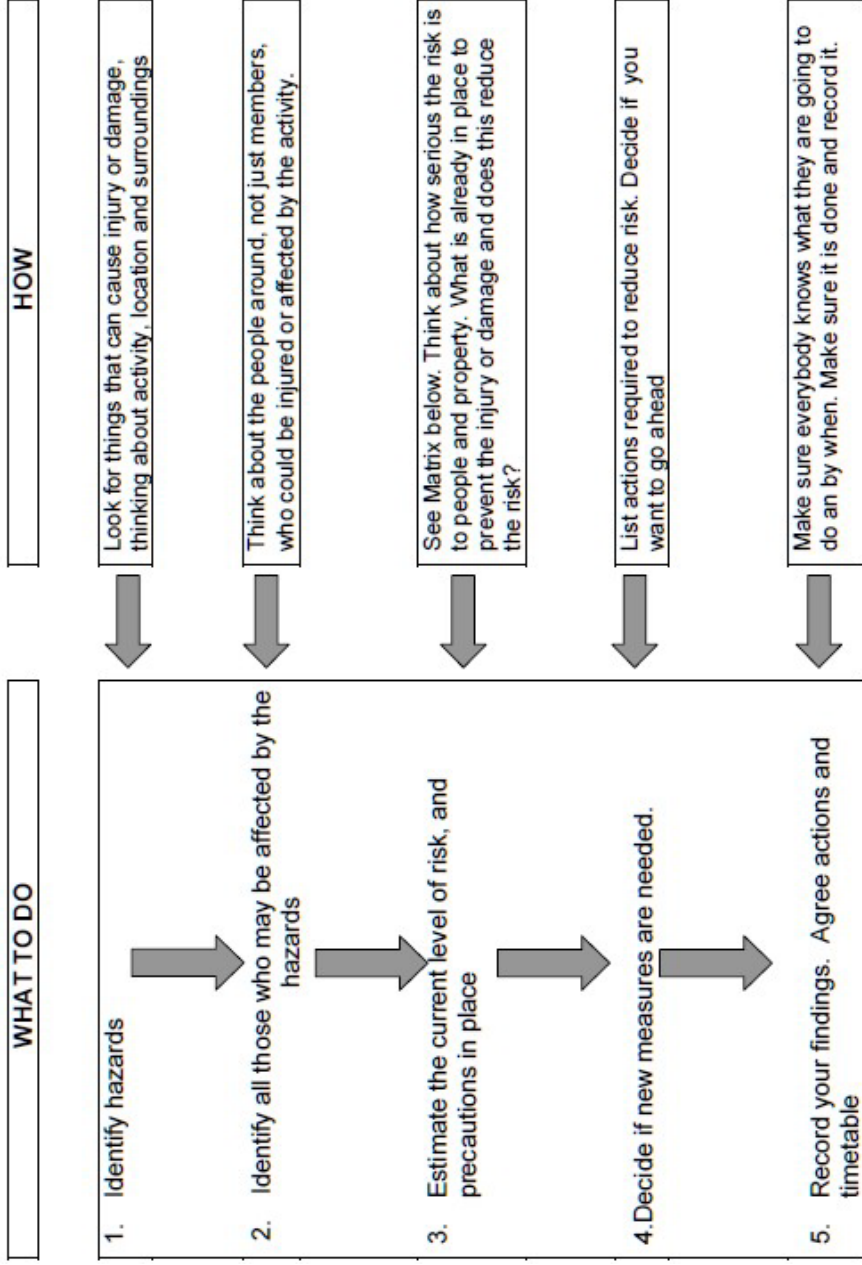 WHAT TO DO
HOW
1. Identify hazards
Look for things that can cause injury or damage,
thinking about activity, location and surroundings
2. Identify all those who may be affected by the
hazards
Think about the people around, not just members,
who could be injured or affected by the activity.
3. Estimate the current level of risk, and
precautions in place
See Matrix below. Think about how serious the risk is
to people and property. What is already in place to
prevent the injury or damage and does this reduce
the risk?
4.Decide if new measures are needed.
List actions required to reduce risk. Decide if you
want to go ahead
5. Record your findings. Agree actions and
timetable
Make sure everybody knows what they are going to
do an by when. Make sure it is done and record it.